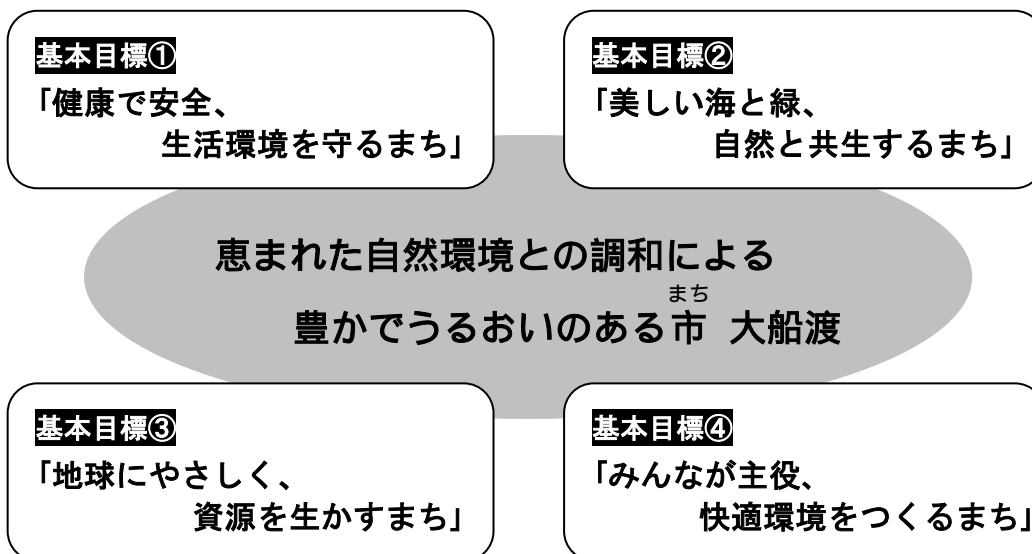 基本目標①
「健康で安全、
生活環境を守るまち」
基本目標②
「美しい海と緑、
自然と共生するまち」
恵まれた自然環境との調和による
まち
豊かでうるおいのある市 大船渡
基本目標③
「地球にやさしく、
資源を生かすまち」
基本目標④
「みんなが主役、
快適環境をつくるまち」